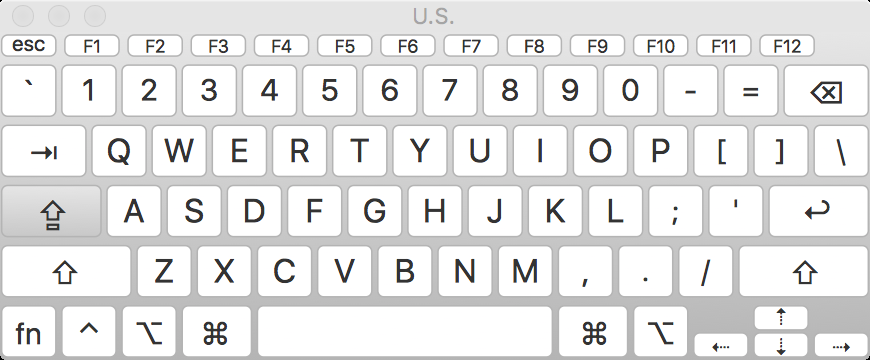 U.S.
esc F1 F2 F3 F4 F5 F6 F7 F8 F9 F10 F11 F12
` 1 2 3 4 5 6 7 8 9 0 - = ⌫
⇥ Q W E R T Y U I O P [ ] \
⇪ A S D F G H J K L ; ' ↩
⇧ Z X C V B N M , . / ⇧
fn ^ ⌥ ⌘ ⌘ ⌥ ⇠ ⇡ ⇣ ⇢